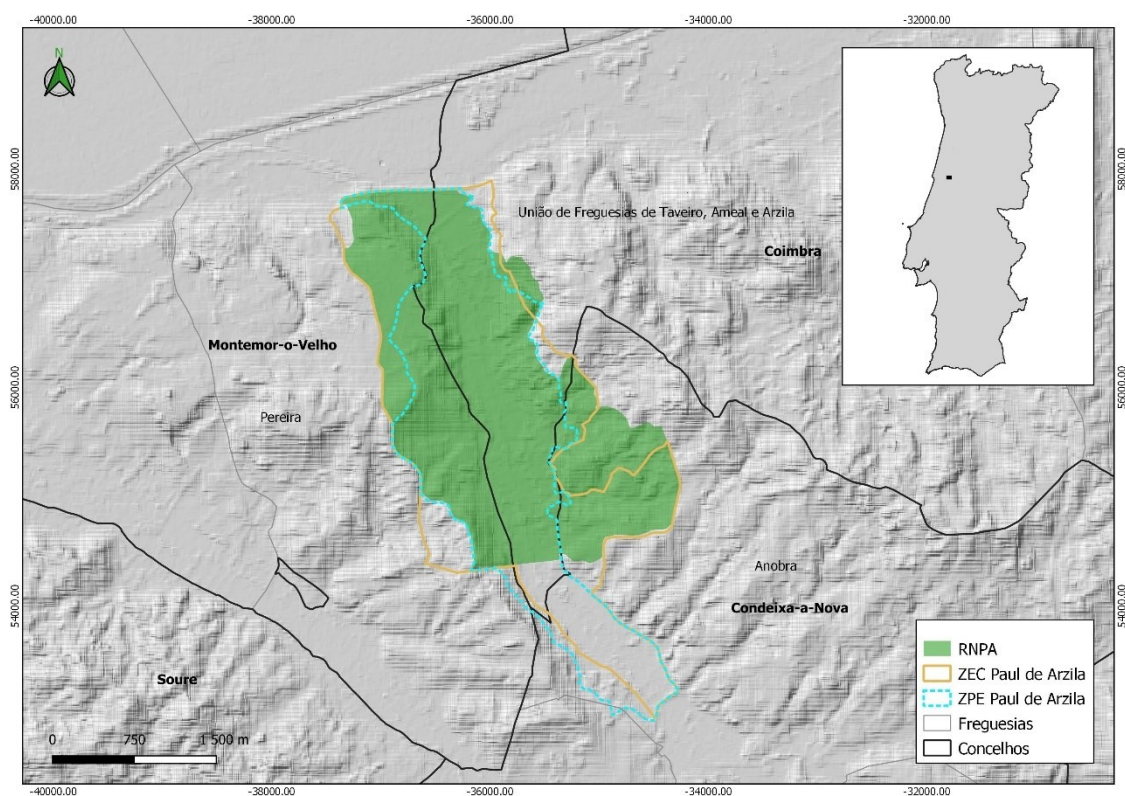 -40000.00 -38000.00 -36000.00 -34000.00 -32000.00
N
58000.00 58000.00
União de Freguesias de Taveiro, Ameal e Arzila
Coimbra
Montemor-o-Velho
56000.00 56000.00
Pereira
Anobra
54000.00 54000.00
Condeixa-a-Nova
Soure
RNPA
ZEC Paul de Arzila
ZPE Paul de Arzila
Freguesias
Concelhos
0 750 1 500 m
-40000.00 -38000.00 -36000.00 -34000.00 -32000.00